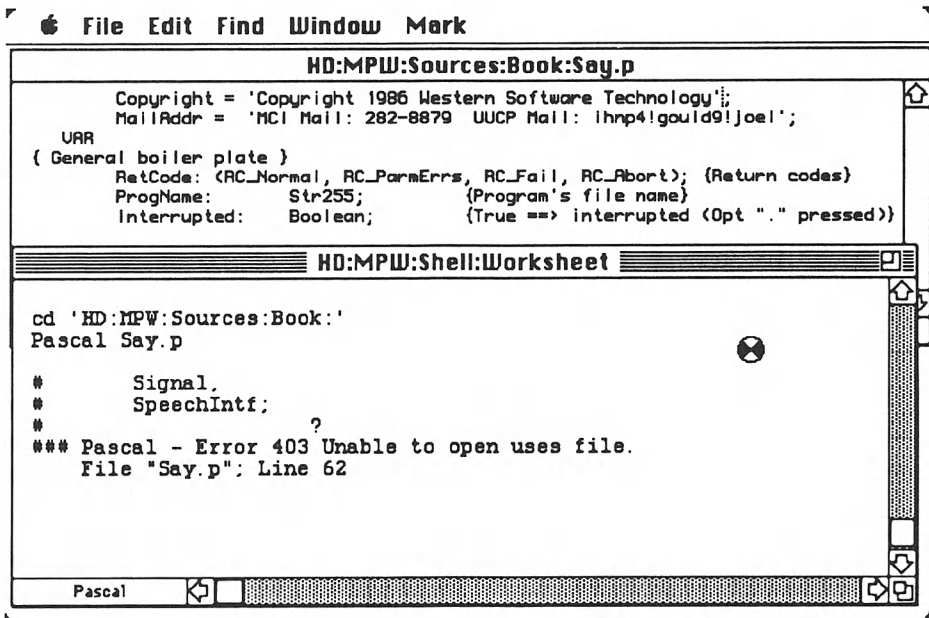 File Edit Find Window Mark
HD:MPW:Sources:Book:Say.p
Copyright = 'Copyright 1986 Western Software Technology';
MailAddr = 'MCI Mail: 282-8879 UUCP Mail: ihnp4!gould9!joel';
VAR
{ General boiler plate }
RetCode: (RC_Normal, RC_ParmErrs, RC_Fail, RC_Abort); {Return codes}
ProgName: Str255; {Program's file name}
Interrupted: Boolean; {True ==> interrupted (Opt "." pressed)}
HD:MPW:Shell:Worksheet
cd 'HD:MPW:Sources:Book:'
Pascal Say.p
# Signal,
# SpeechIntf;
# ?
### Pascal - Error 403 Unable to open uses file.
File "Say.p"; Line 62
Pascal